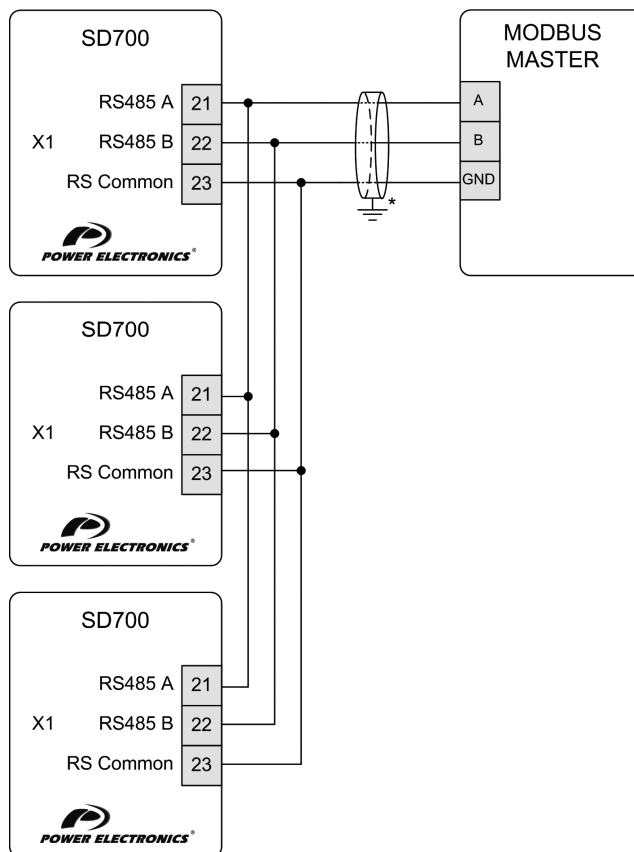 SD700
RS485 A 21
X1 RS485 B 22
RS Common 23
POWER ELECTRONICS®
MODBUS
MASTER
A
B
GND
*
SD700
RS485 A 21
X1 RS485 B 22
RS Common 23
POWER ELECTRONICS®
SD700
RS485 A 21
X1 RS485 B 22
RS Common 23
POWER ELECTRONICS®